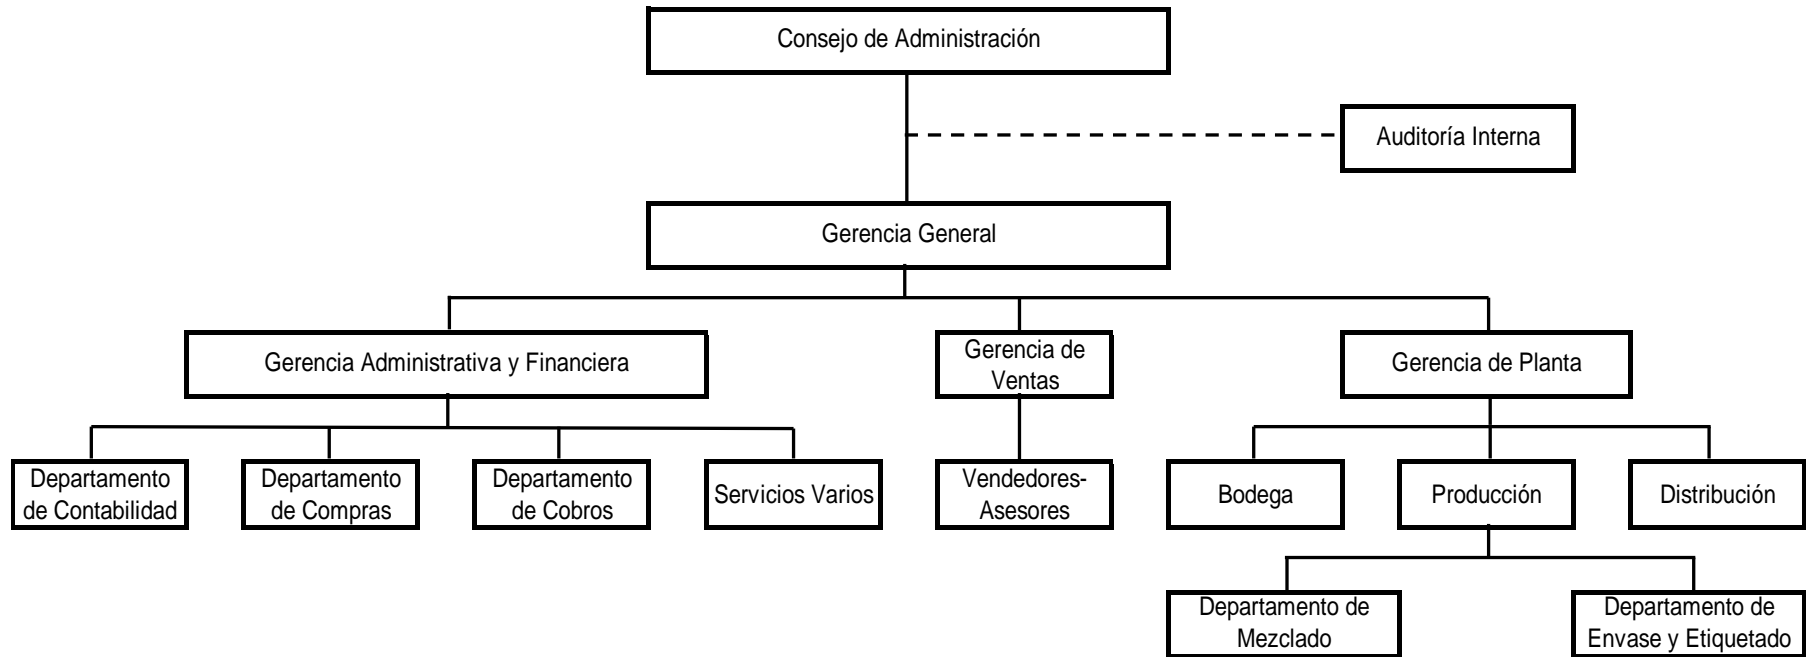 Consejo de Administración
Auditoría Interna
Gerencia General
Gerencia Administrativa y Financiera
Gerencia de
Ventas
Gerencia de Planta
Departamento
de Contabilidad
Departamento
de Compras
Departamento
de Cobros
Servicios Varios
Vendedores-
Asesores
Bodega
Producción
Distribución
Departamento de
Mezclado
Departamento de
Envase y Etiquetado